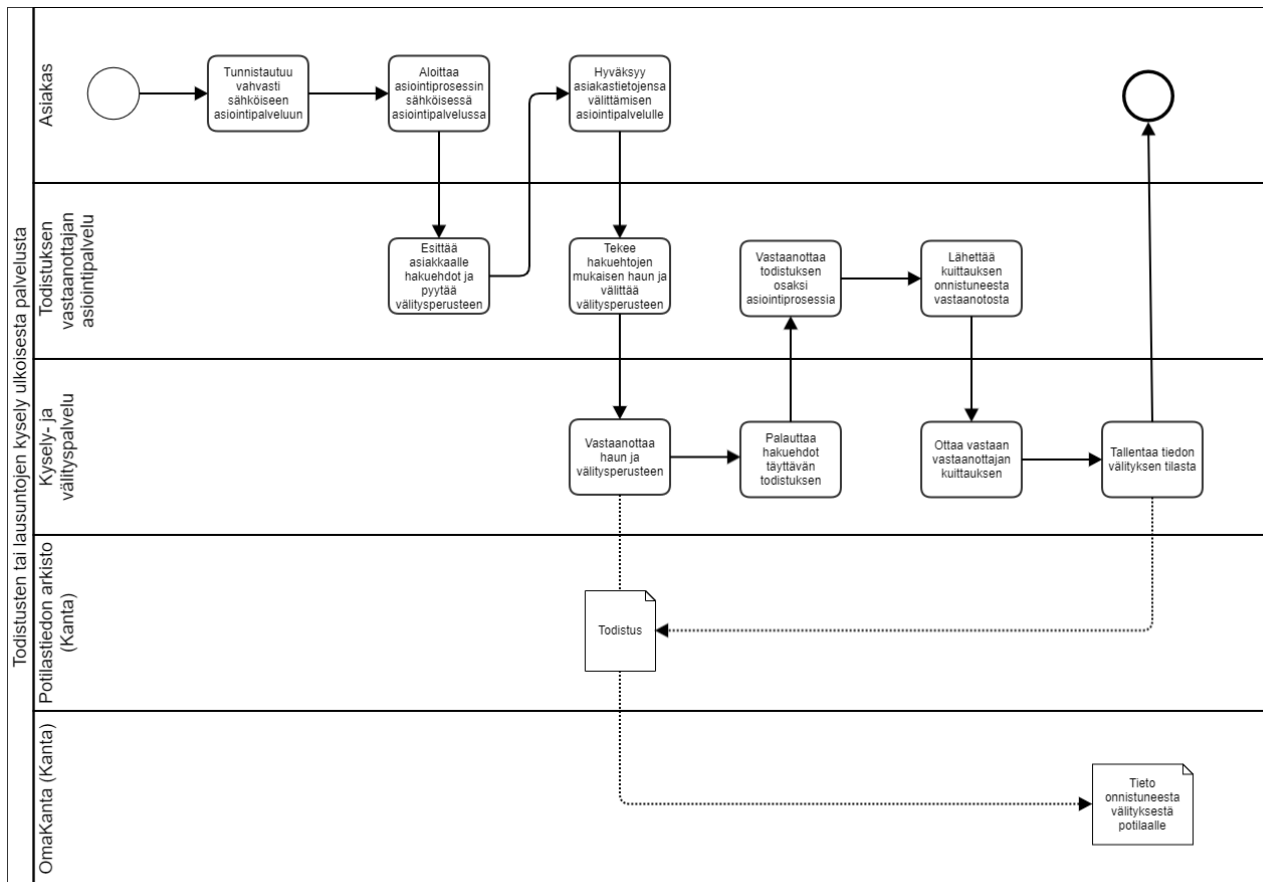 Todistusten tai lausuntojen kysely ulkoisesta palvelusta
Asiakas
Tunnistautuu
vahvasti
sähköiseen
asiointipalveluun
Aloittaa
asiointiprosessin
sähköisessä
asiointipalvelussa
Hyväksyy
asiakastietojensa
välittämisen
asiointipalvelulle
Todistuksen
vastaanottajan
asiointipalvelu
Esittää
asiakkaalle
hakuehdot ja
pyytää
välitysperusteen
Tekee
hakuehtojen
mukaisen haun ja
välittää
välitysperusteen
Vastaanottaa
todistuksen
osaksi
asiointiprosessia
Lähettää
kuittauksen
onnistuneesta
vastaanotosta
Kysely- ja
välityspalvelu
Vastaanottaa
haun ja
välitysperusteen
Palauttaa
hakuehdot
täyttävän
todistuksen
Ottaa vastaan
vastaanottajan
kuittauksen
Tallentaa tiedon
välityksen tilasta
Potilastiedon arkisto
(Kanta)
Todistus
OmaKanta (Kanta)
Tieto
onnistuneesta
välityksestä
potilaalle